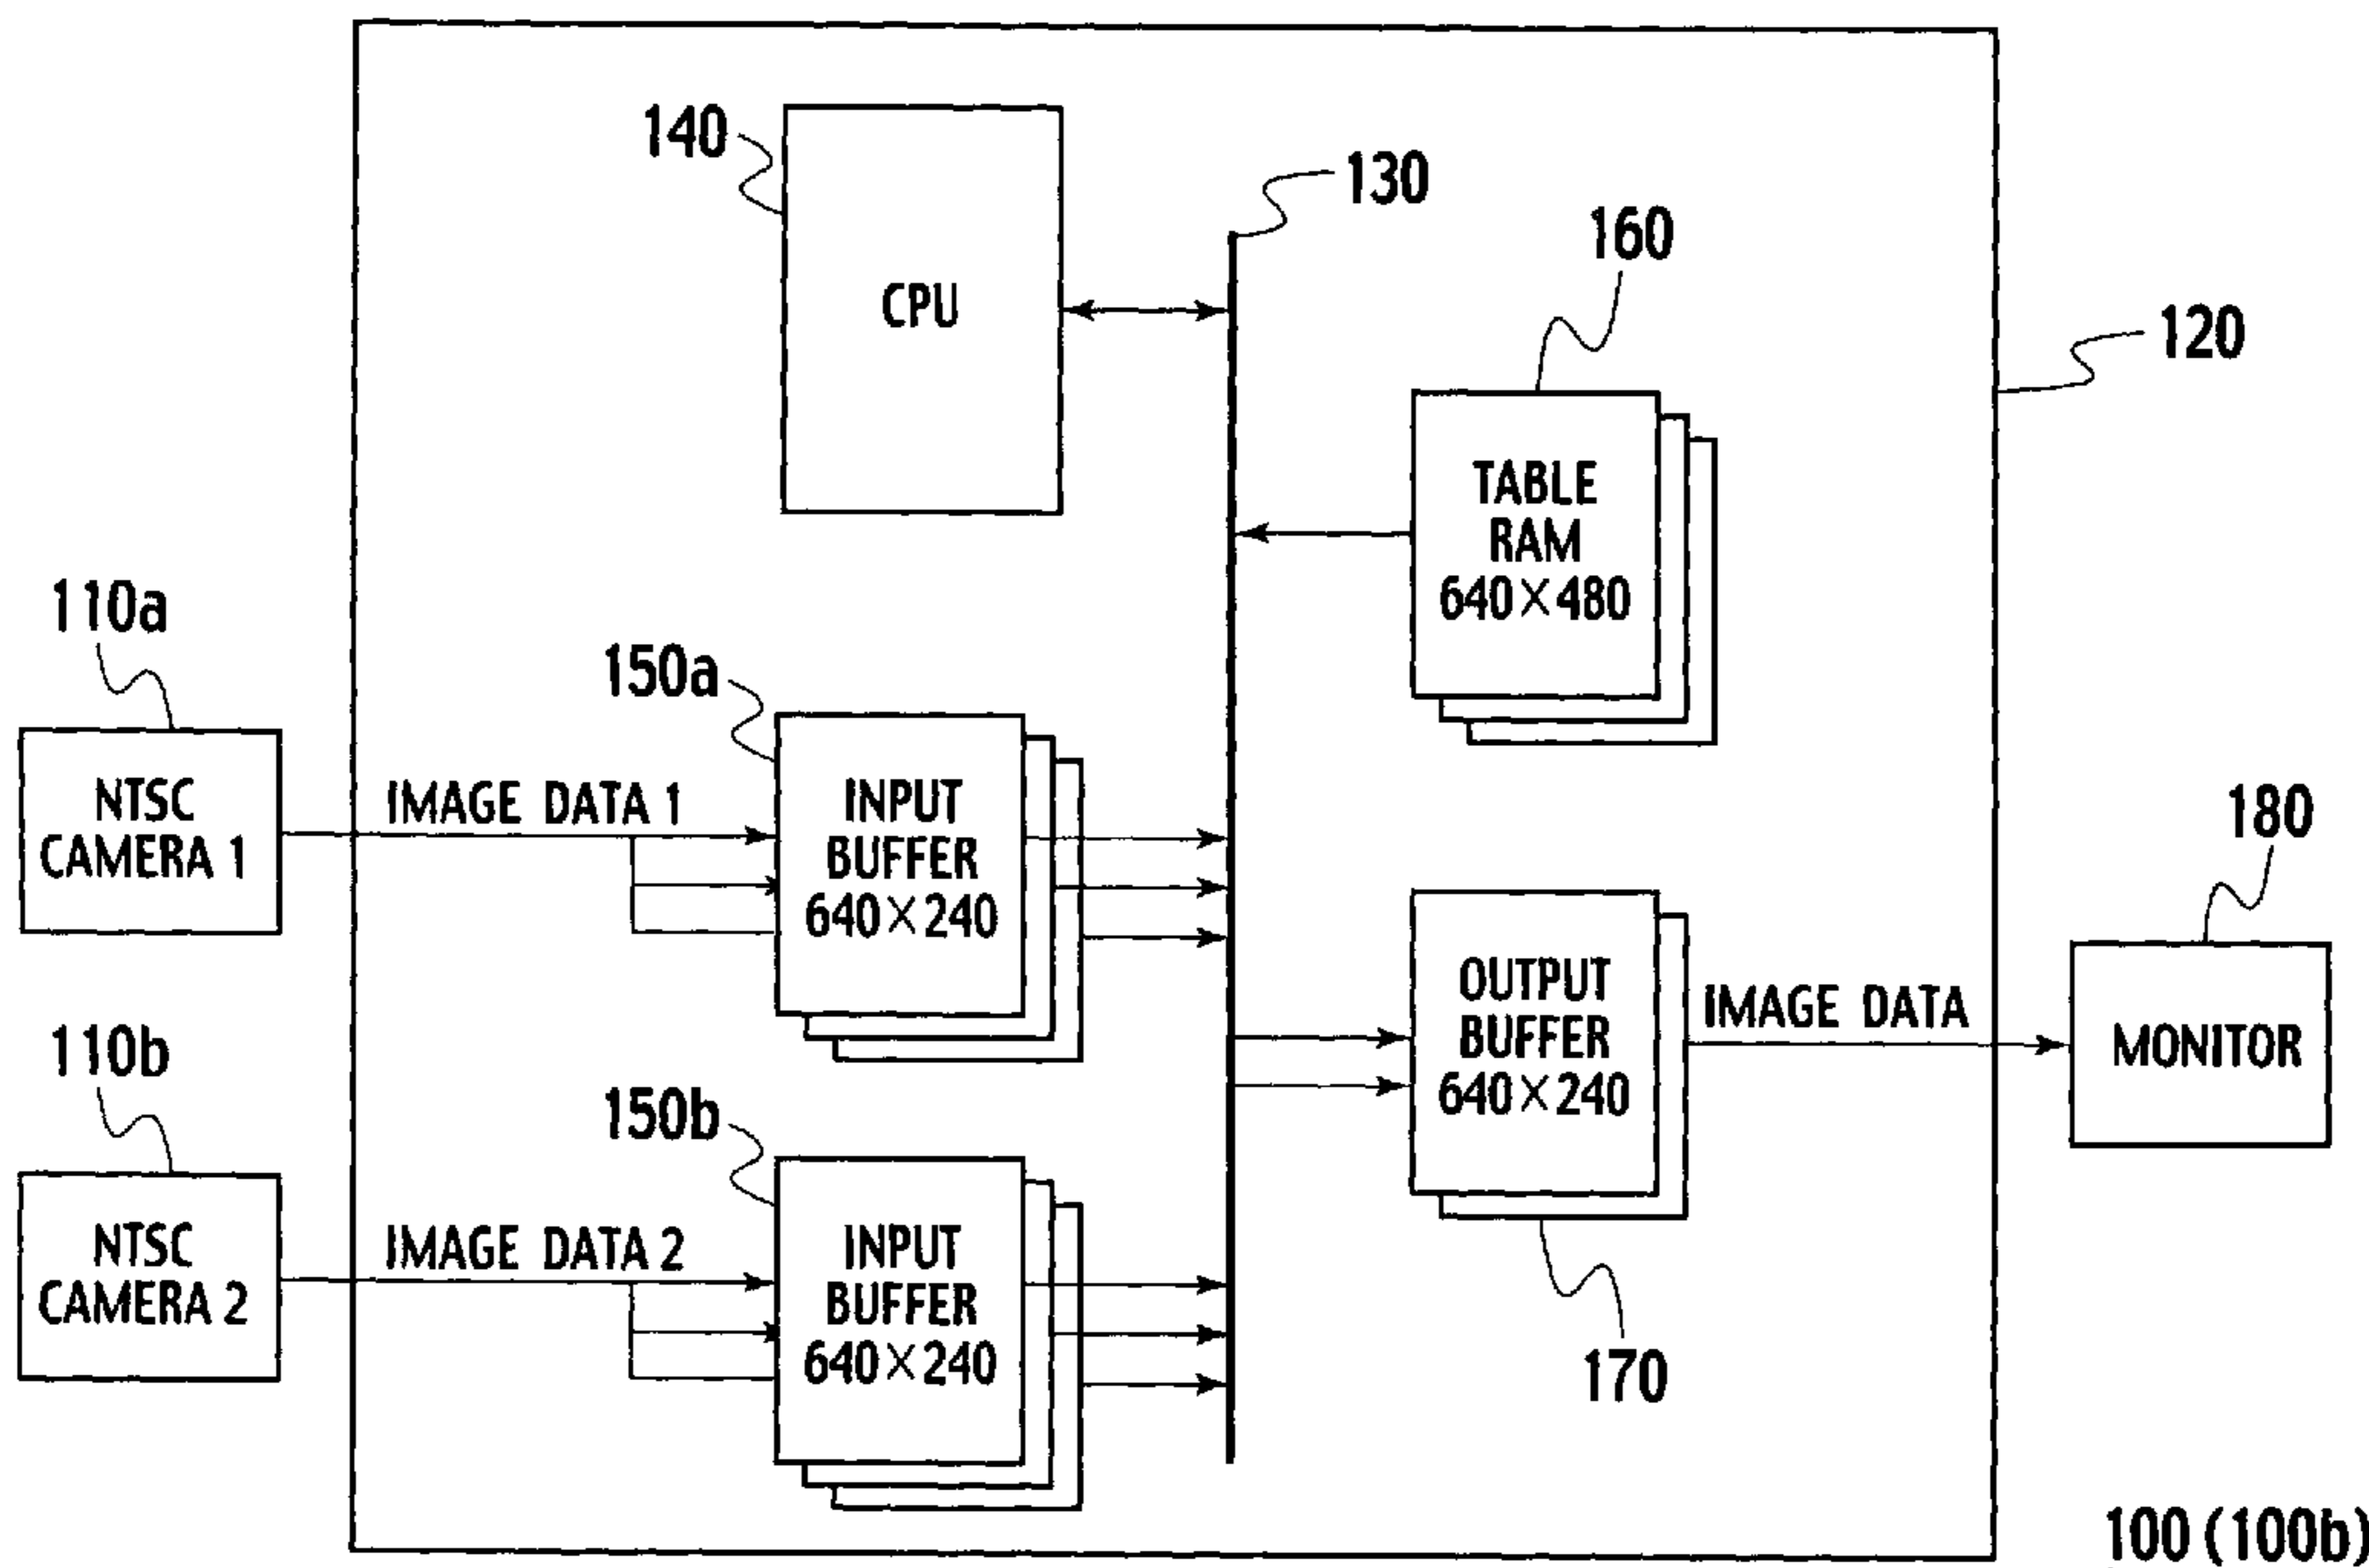 140
130
160
CPU
120
TABLE
RAM
640×480
110a
150a
NTSC
CAMERA 1
IMAGE DATA 1
INPUT
BUFFER
640×240
180
OUTPUT
BUFFER
640×240
IMAGE DATA
MONITOR
110b
150b
NTSC
CAMERA 2
IMAGE DATA 2
INPUT
BUFFER
640×240
170
100 (100b)